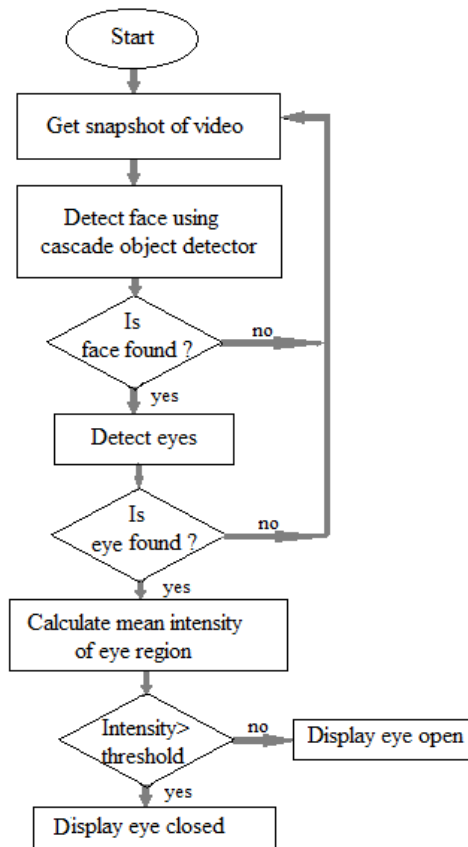 Start
Get snapshot of video
Detect face using
cascade object detector
Is
face found ?
no
yes
Detect eyes
Is
eye found ?
no
yes
Calculate mean intensity
of eye region
Intensity>
threshold
no
Display eye open
yes
Display eye closed